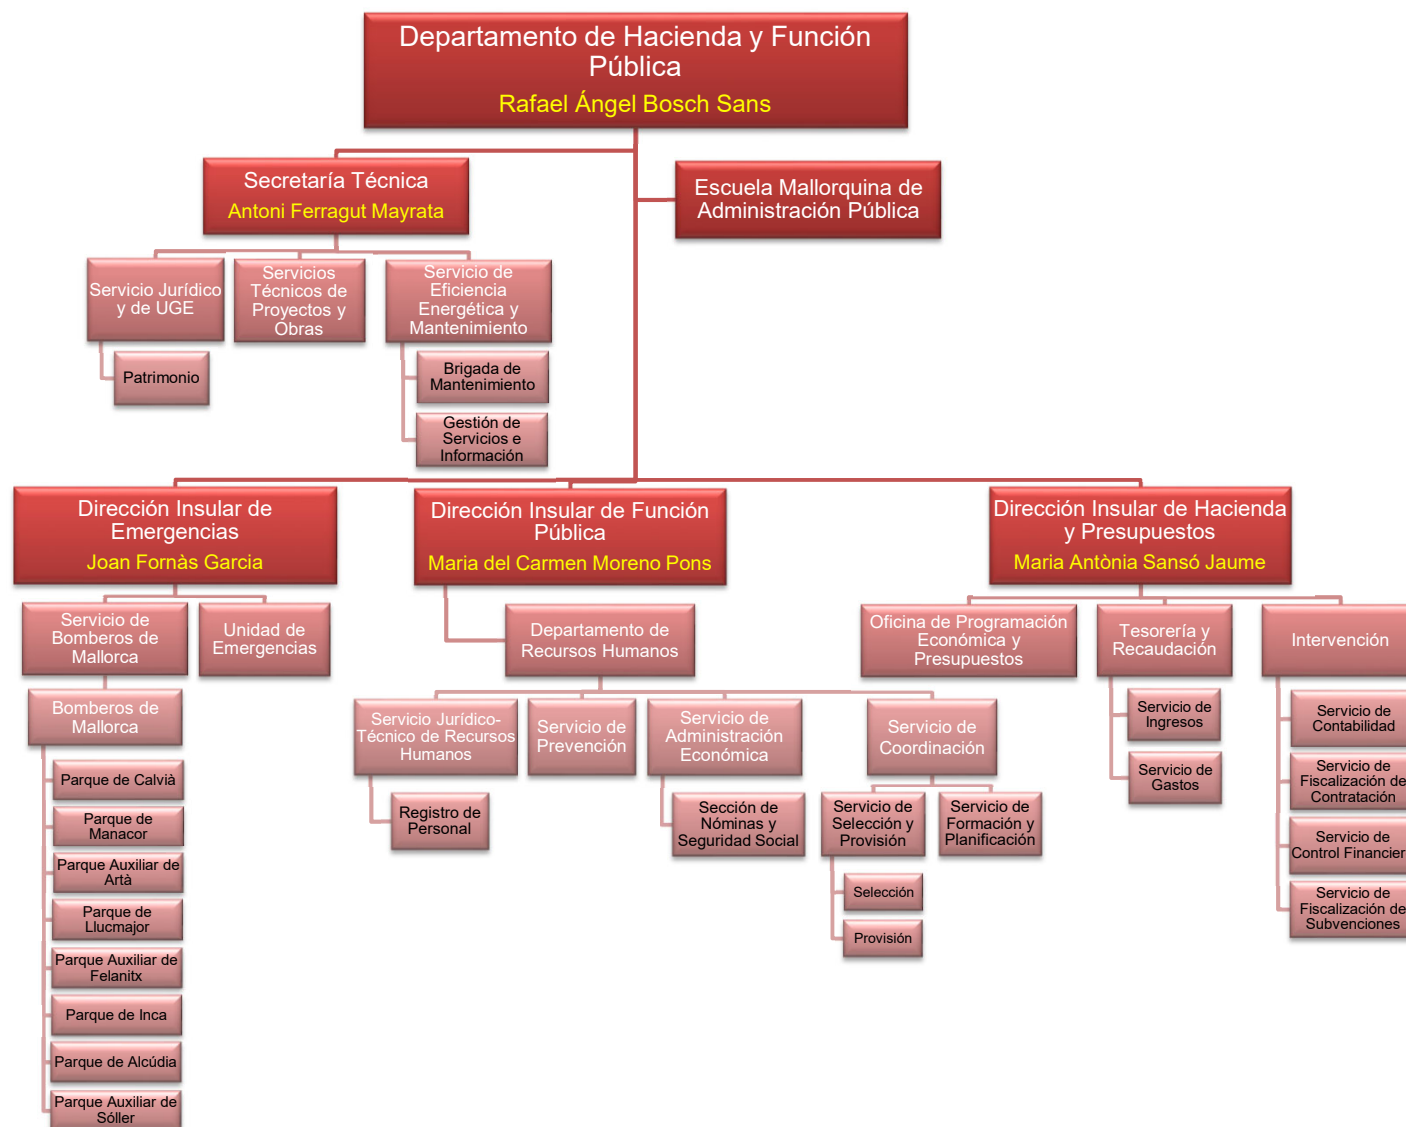 Departamento de Hacienda y Función
Pública
Rafael Ángel Bosch Sans
Secretaría Técnica
Antoni Ferragut Mayrata
Escuela Mallorquina de
Administración Pública
Servicio Jurídico
y de UGE
Servicios
Técnicos de
Proyectos y
Obras
Servicio de
Eficiencia
Energética y
Mantenimiento
Patrimonio
Brigada de
Mantenimiento
Gestión de
Servicios e
Información
Dirección Insular de
Emergencias
Joan Fornàs Garcia
Dirección Insular de Función
Pública
Maria del Carmen Moreno Pons
Dirección Insular de Hacienda
y Presupuestos
Maria Antònia Sansó Jaume
Servicio de
Bomberos de
Mallorca
Unidad de
Emergencias
Bomberos de
Mallorca
Parque de Calvià
Parque de
Manacor
Parque Auxiliar de
Artà
Parque de
Llucmajor
Parque Auxiliar de
Felanitx
Parque de Inca
Parque de Alcúdia
Parque Auxiliar de
Sóller
Departamento de
Recursos Humanos
Servicio Jurídico-
Técnico de Recursos
Humanos
Servicio de
Prevención
Servicio de
Administración
Económica
Servicio de
Coordinación
Registro de
Personal
Sección de
Nóminas y
Seguridad Social
Servicio de
Selección y
Provisión
Servicio de
Formación y
Planificación
Selección
Provisión
Oficina de Programación
Económica y
Presupuestos
Tesorería y
Recaudación
Intervención
Servicio de
Ingresos
Servicio de
Gastos
Servicio de
Contabilidad
Servicio de
Fiscalización de
Contratación
Servicio de
Control Financier
Servicio de
Fiscalización de
Subvenciones